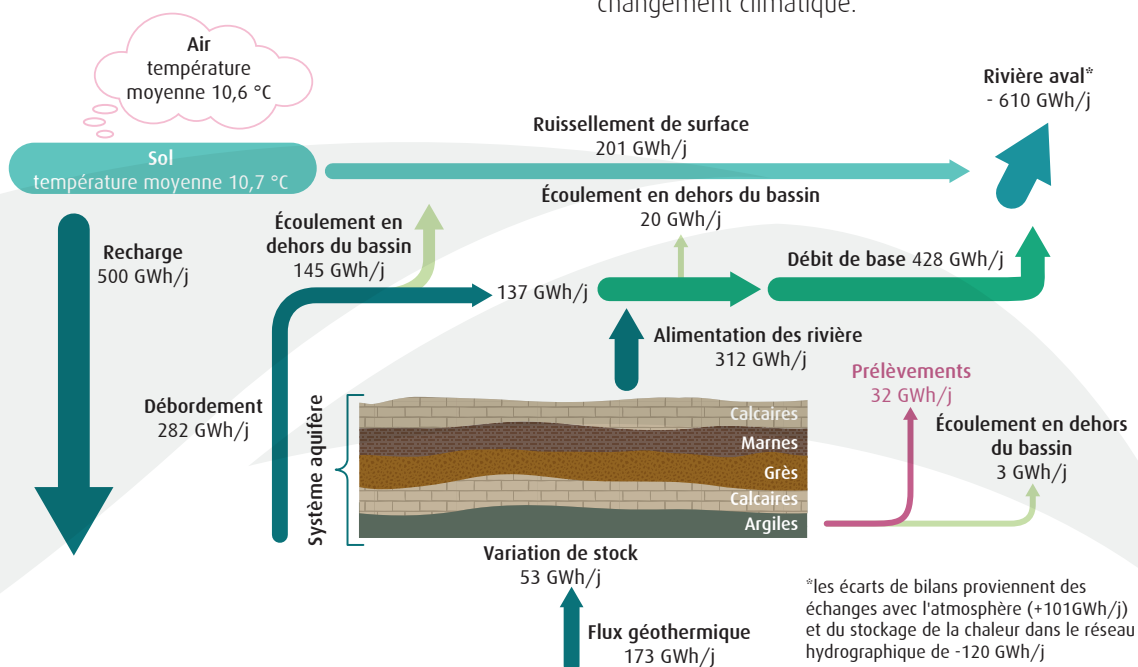 changement climatique.
Air
température
moyenne 10,6 °C
Rivière aval*
- 610 GWh/j
Ruissellement de surface
201 GWh/j
Sol
température moyenne 10,7 °C
Écoulement en dehors du bassin
20 GWh/j
Écoulement en
dehors du bassin
145 GWh/j
Recharge
500 GWh/j
Débit de base 428 GWh/j
137 GWh/j
Alimentation des rivière
312 GWh/j
Prélèvements
32 GWh/j
Débordement
282 GWh/j
Système aquifère
Calcaires
Marnes
Grès
Calcaires
Argiles
Écoulement en dehors
du bassin
3 GWh/j
Variation de stock
53 GWh/j
Flux géothermique
173 GWh/j
*les écarts de bilans proviennent des
échanges avec l'atmosphère (+101GWh/j)
et du stockage de la chaleur dans le réseau
hydrographique de -120 GWh/j